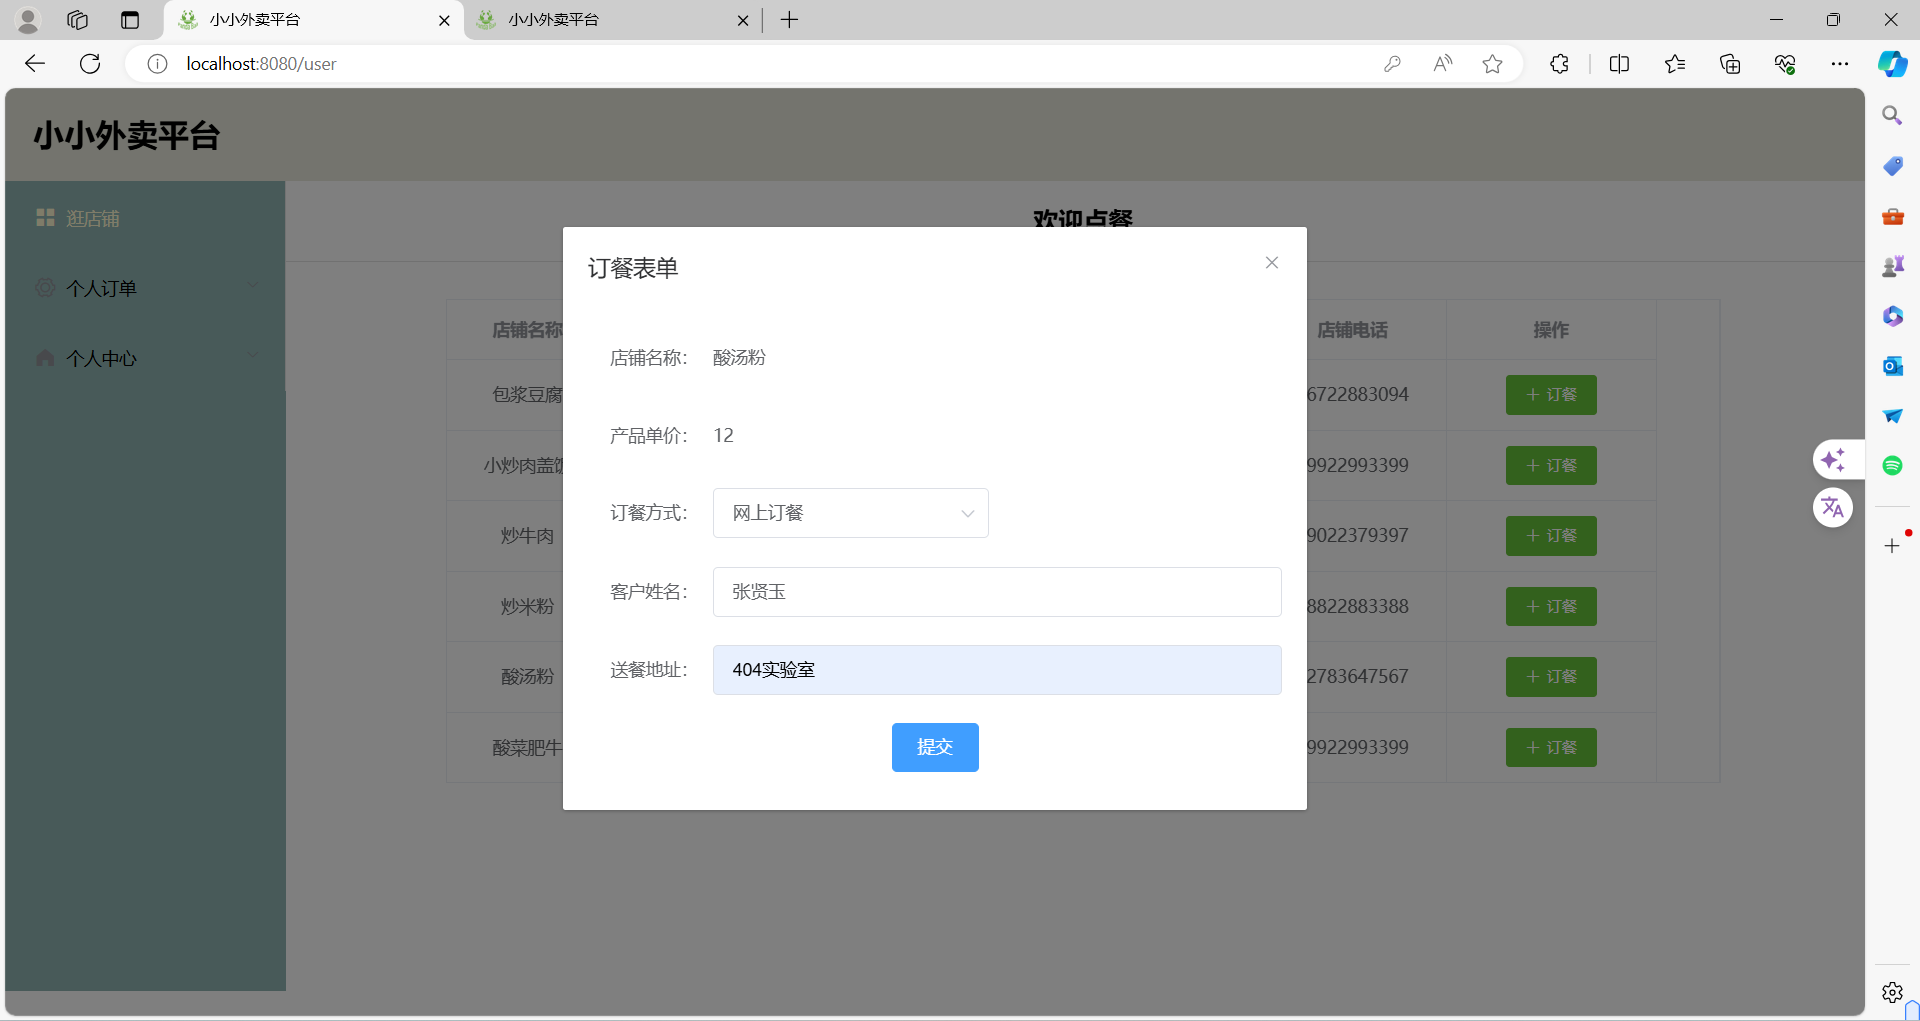 小小外卖平台
小小外卖平台
localhost:8080/user
小小外卖平台
逛店铺
个人订单
个人中心
欢迎点餐
店铺名称 店铺电话 操作
包浆豆腐 6722883094 + 订餐
小炒肉盖饭 9922993399 + 订餐
炒牛肉 9022379397 + 订餐
炒米粉 8822883388 + 订餐
酸汤粉 2783647567 + 订餐
酸菜肥牛 9922993399 + 订餐
订餐表单
店铺名称： 酸汤粉
产品单价： 12
订餐方式： 网上订餐
客户姓名： 张贤玉
送餐地址： 404实验室
提交